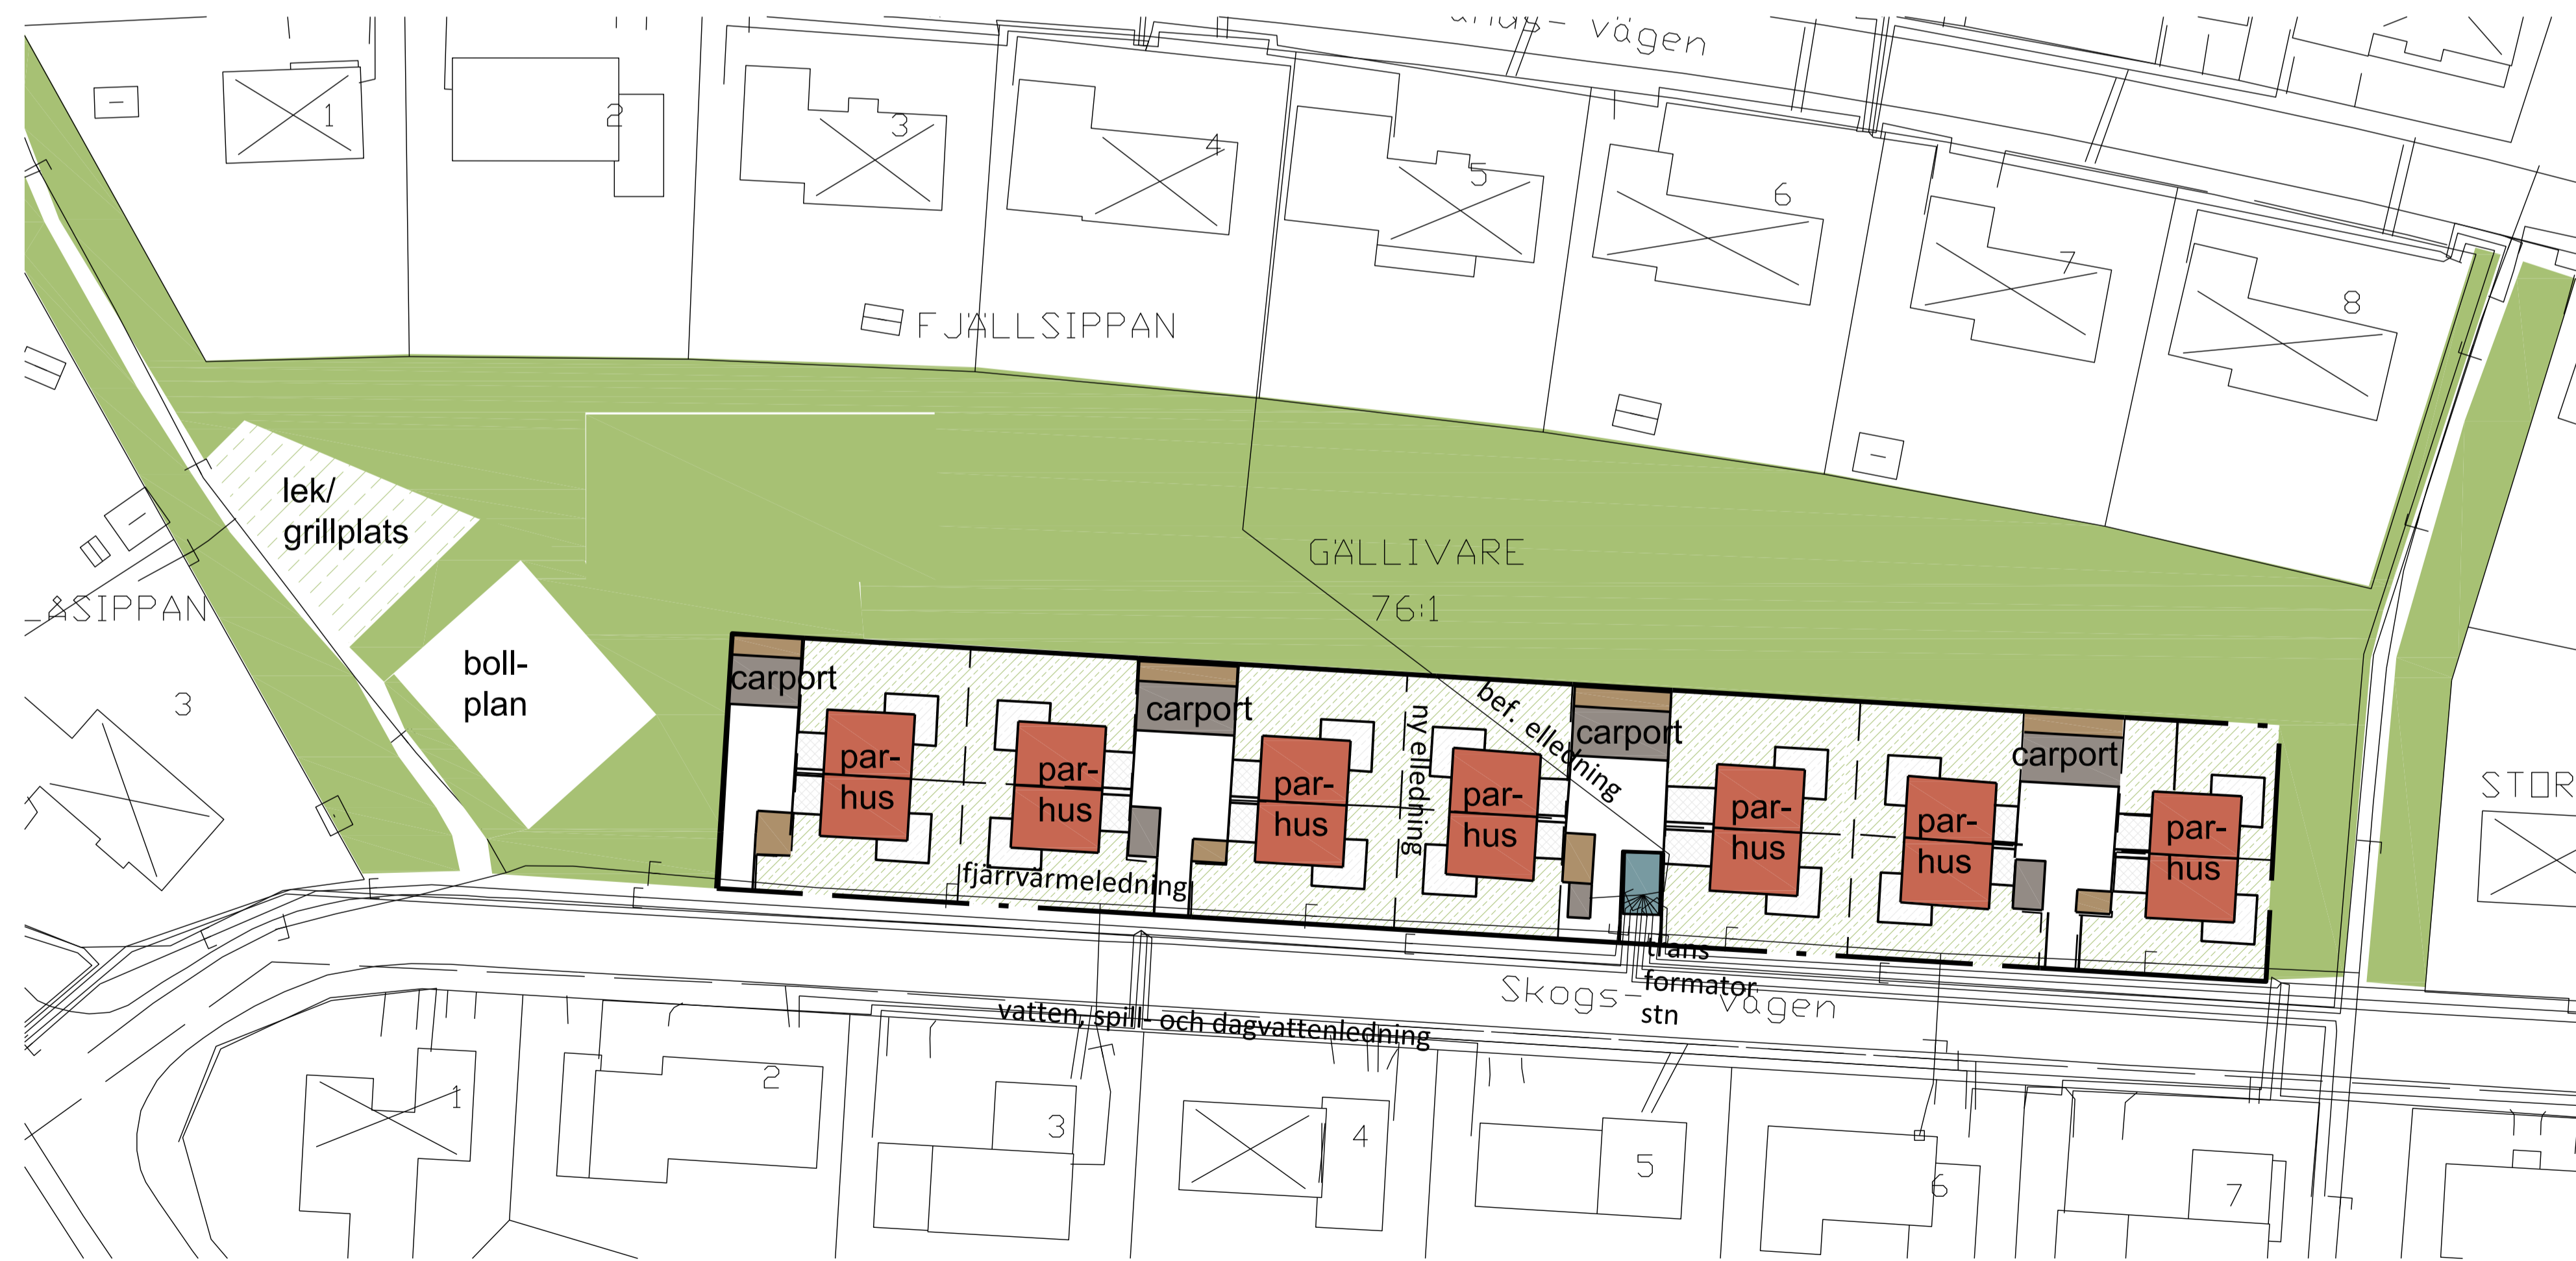 vägen
1
2
3
4
5
6
7
8
FJÄLLSIPPAN
lek/
grillplats
GÄLLIVARE
76:1
ÅSIPPAN
boll-
plan
3
carport
carport
carport
carport
bef. elledning
ny elledning
par-
hus
par-
hus
par-
hus
par-
hus
par-
hus
par-
hus
par-
hus
STOR
fjärrvärmeledning
trans
formator
stn
Skogs- vägen
vatten, spill- och dagvattenledning
1
2
3
4
5
6
7